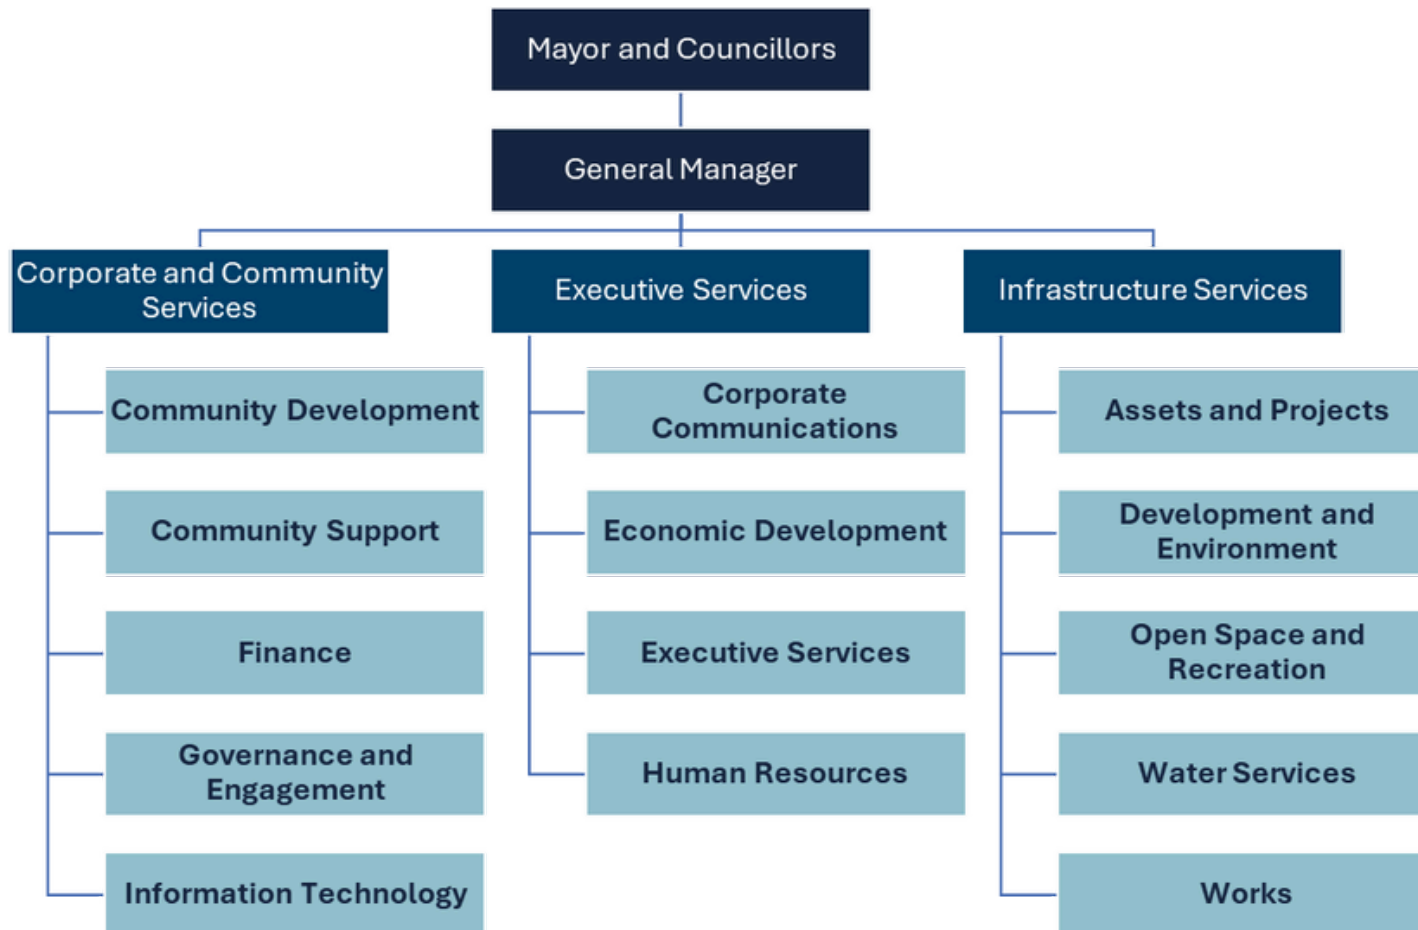 Mayor and Councillors
General Manager
Corporate and Community
Services
Executive Services
Infrastructure Services
Community Development
Community Support
Finance
Governance and
Engagement
Information Technology
Corporate
Communications
Economic Development
Executive Services
Human Resources
Assets and Projects
Development and
Environment
Open Space and
Recreation
Water Services
Works